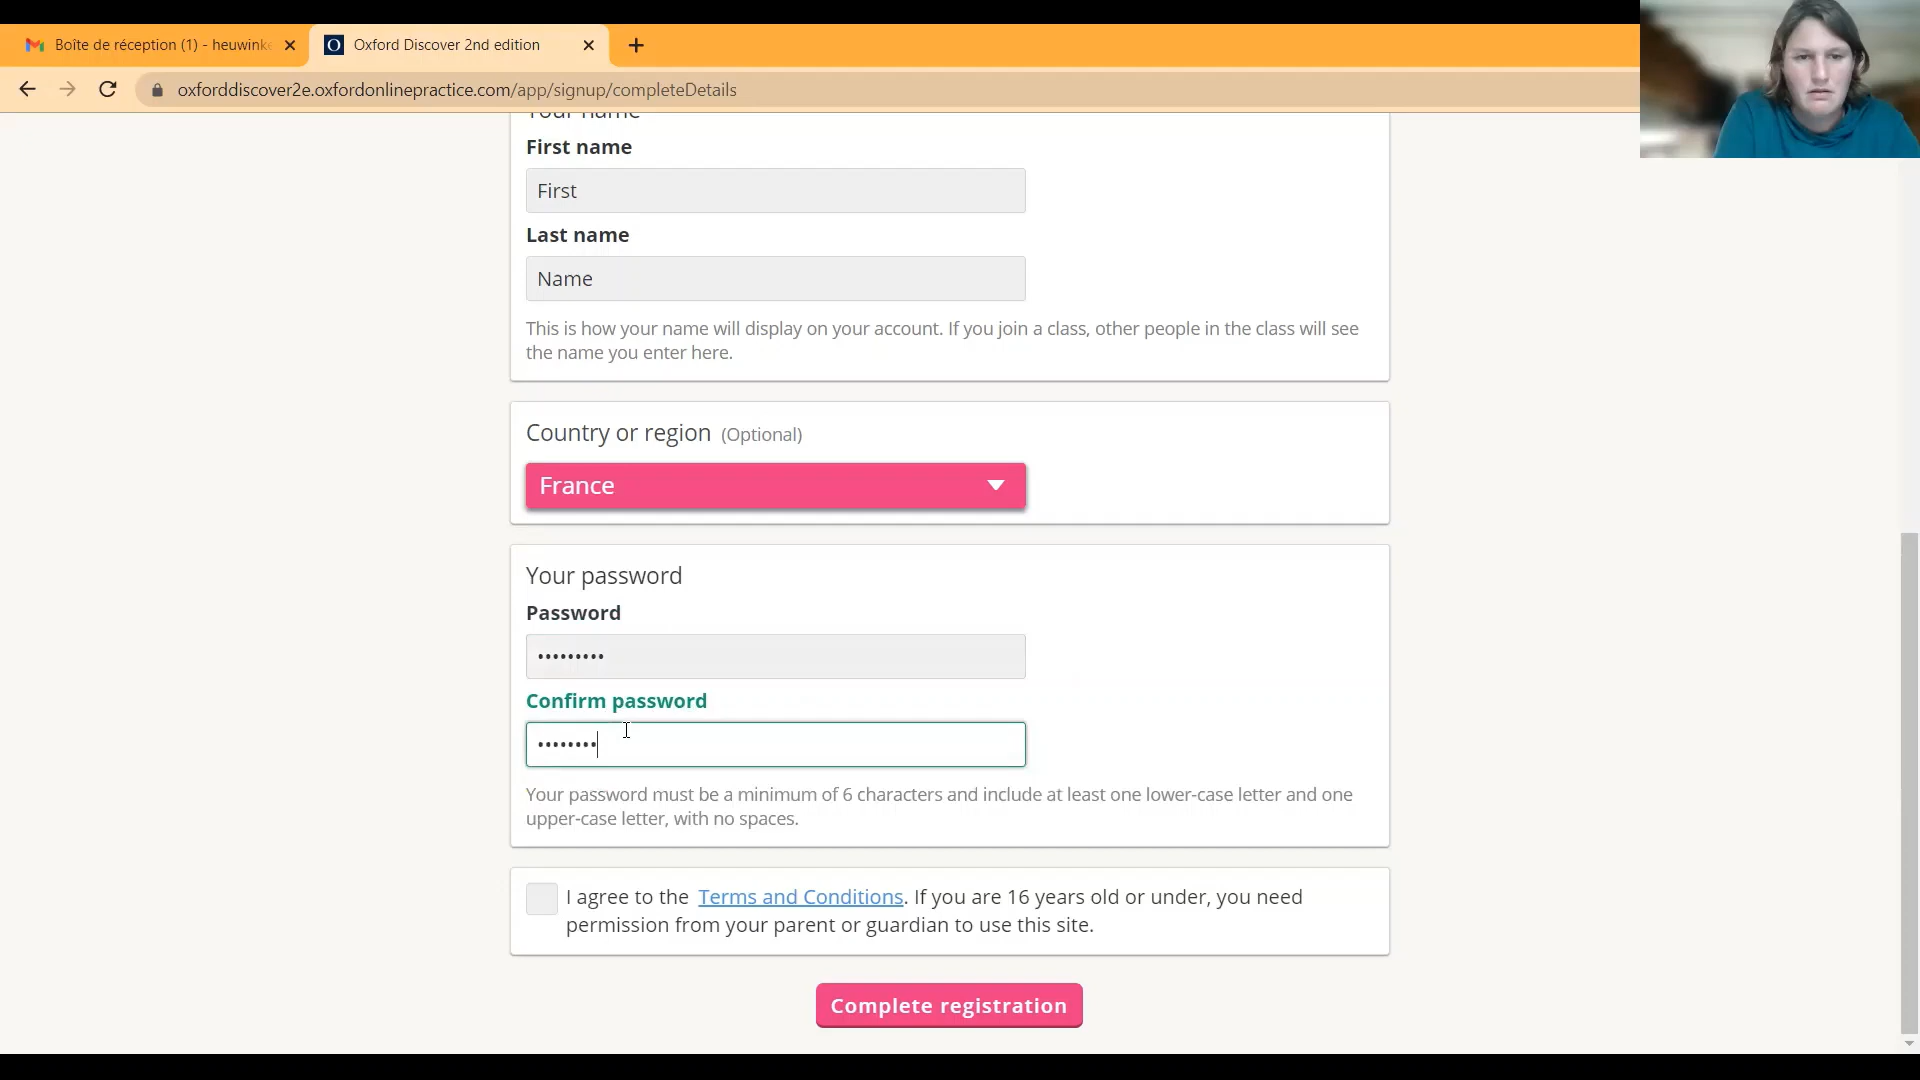 Boîte de réception (1) - heuwink
Oxford Discover 2nd edition
oxforddiscover2e.oxfordonlinepractice.com/app/signup/completeDetails
Your name
First name
First
Last name
Name
This is how your name will display on your account. If you join a class, other people in the class will see
the name you enter here.
Country or region (Optional)
France
Your password
Password
•••••••••
Confirm password
••••••••
Your password must be a minimum of 6 characters and include at least one lower-case letter and one
upper-case letter, with no spaces.
I agree to the Terms and Conditions. If you are 16 years old or under, you need
permission from your parent or guardian to use this site.
Complete registration